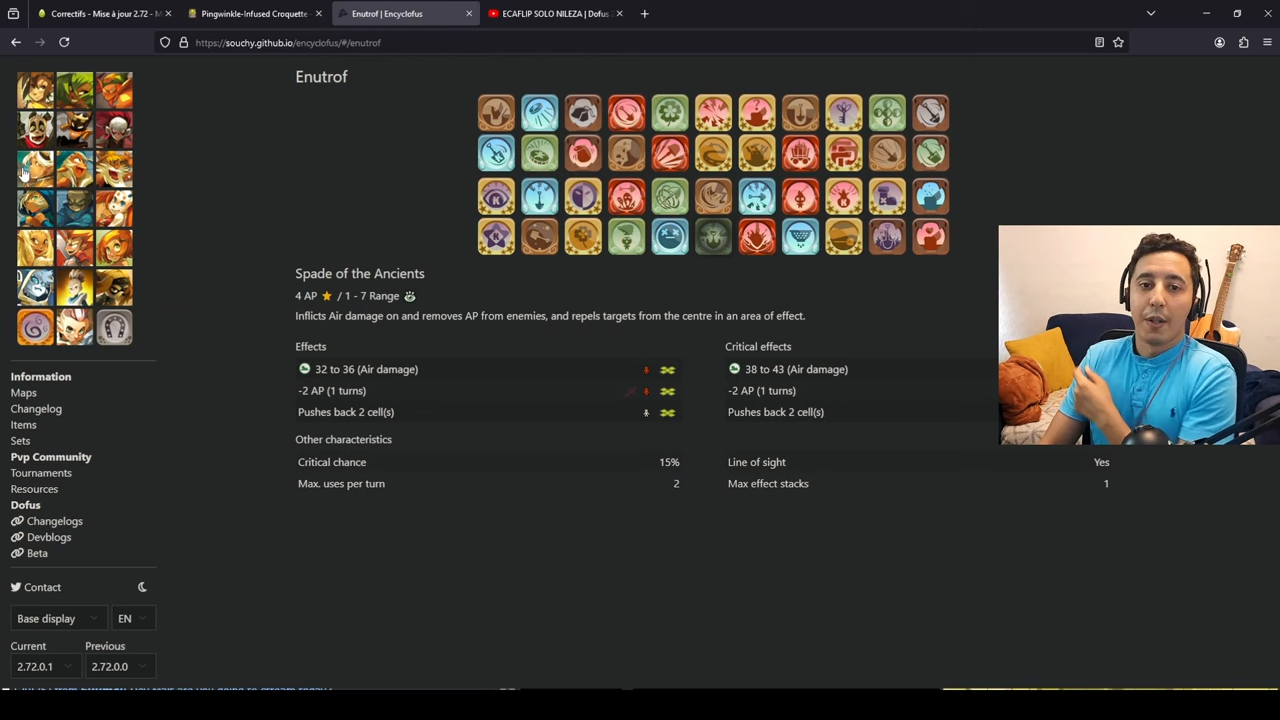 Correctifs - Mise à jour 2.72 - M
Pingwinkle-Infused Croquette
Enutrof | Encyclofus
ECAFLIP SOLO NILEZA | Dofus
https://souchy.github.io/encyclofus/#/enutrof
Enutrof
Spade of the Ancients
4 AP / 1 - 7 Range
Inflicts Air damage on and removes AP from enemies, and repels targets from the centre in an area of effect.
Effects
32 to 36 (Air damage)
-2 AP (1 turns)
Pushes back 2 cell(s)
Critical effects
38 to 43 (Air damage)
-2 AP (1 turns)
Pushes back 2 cell(s)
Other characteristics
Critical chance 15%
Max. uses per turn 2
Line of sight Yes
Max effect stacks 1
Information
Maps
Changelog
Items
Sets
Pvp Community
Tournaments
Resources
Dofus
Changelogs
Devblogs
Beta
Contact
Base display EN
Current Previous
2.72.0.1 2.72.0.0